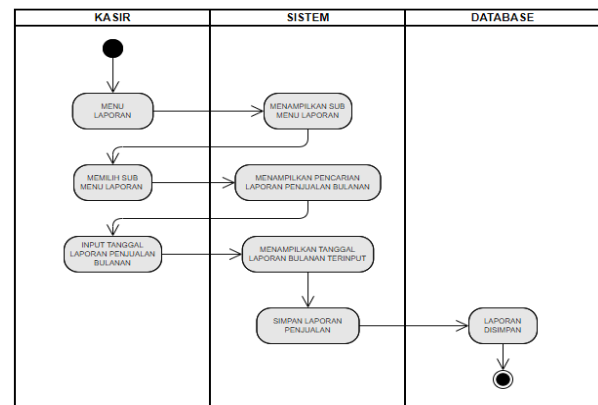 KASIR
SISTEM
DATABASE
MENU
LAPORAN
MENAMPILKAN SUB
MENU LAPORAN
MEMILIH SUB
MENU LAPORAN
MENAMPILKAN PENCARIAN
LAPORAN PENJUALAN BULANAN
INPUT TANGGAL
LAPORAN PENJUALAN
BULANAN
MENAMPILKAN TANGGAL
LAPORAN BULANAN TERINPUT
SIMPAN LAPORAN
PENJUALAN
LAPORAN
DISIMPAN